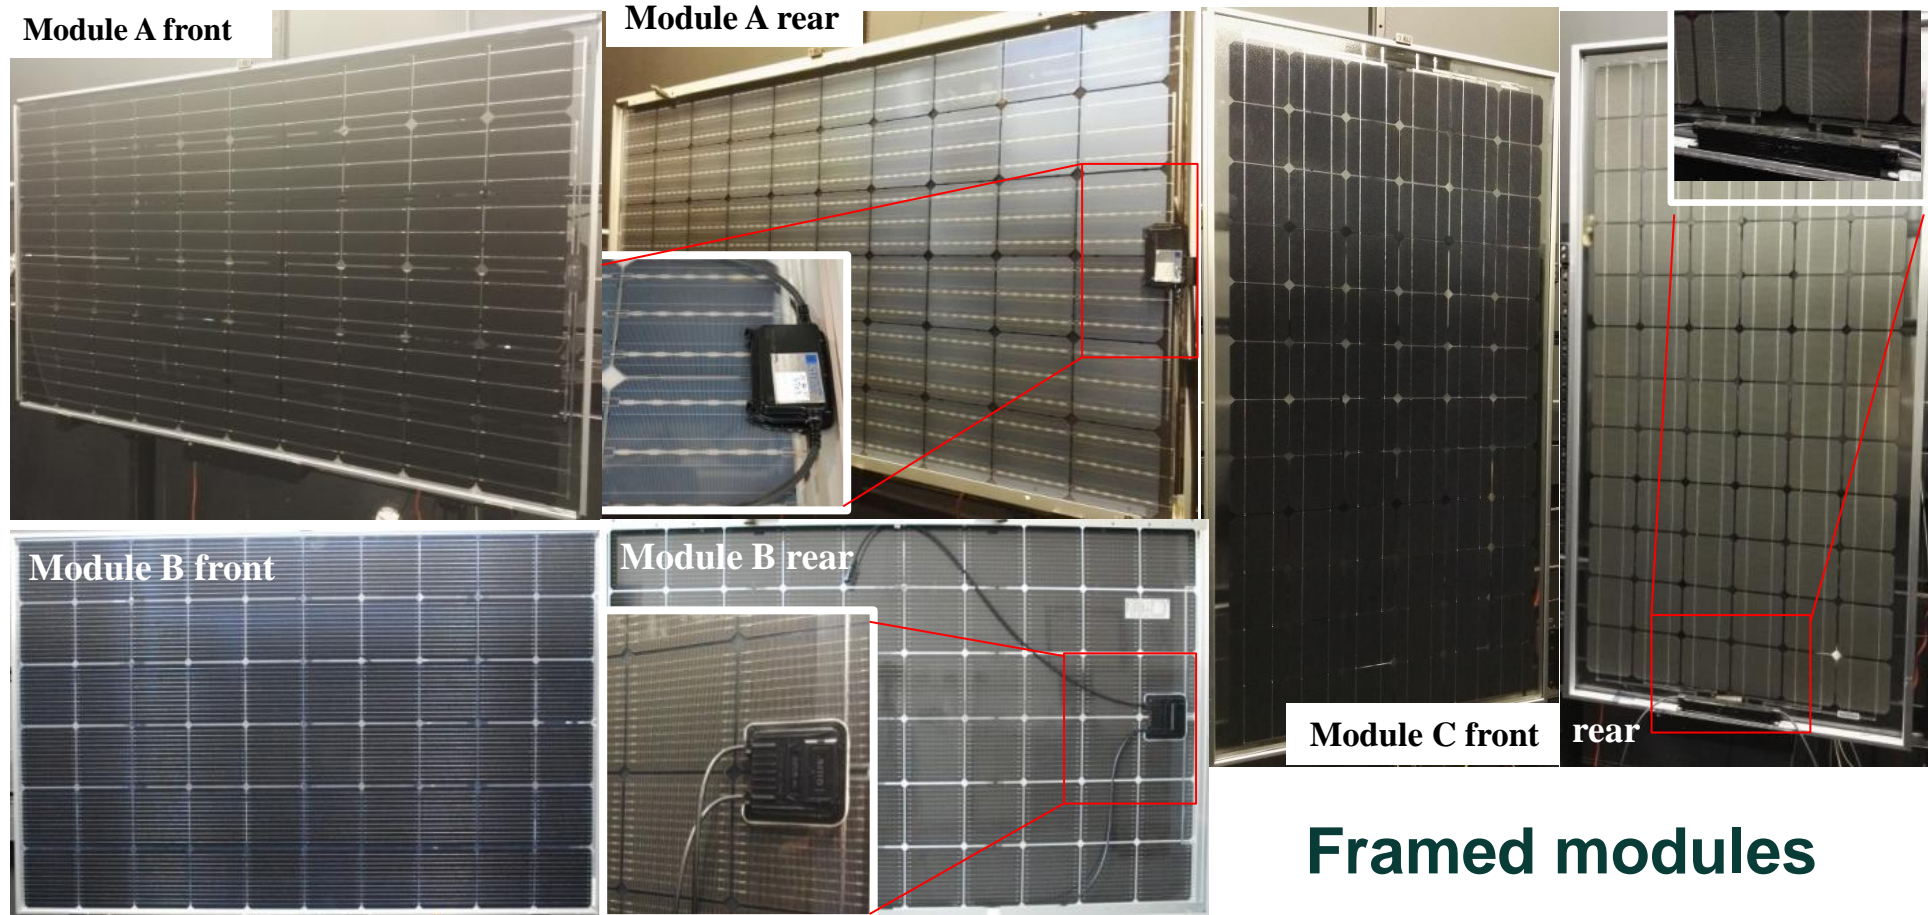 Module A front
Module A rear
Module B front
Module B rear
Module C front
rear
Framed modules